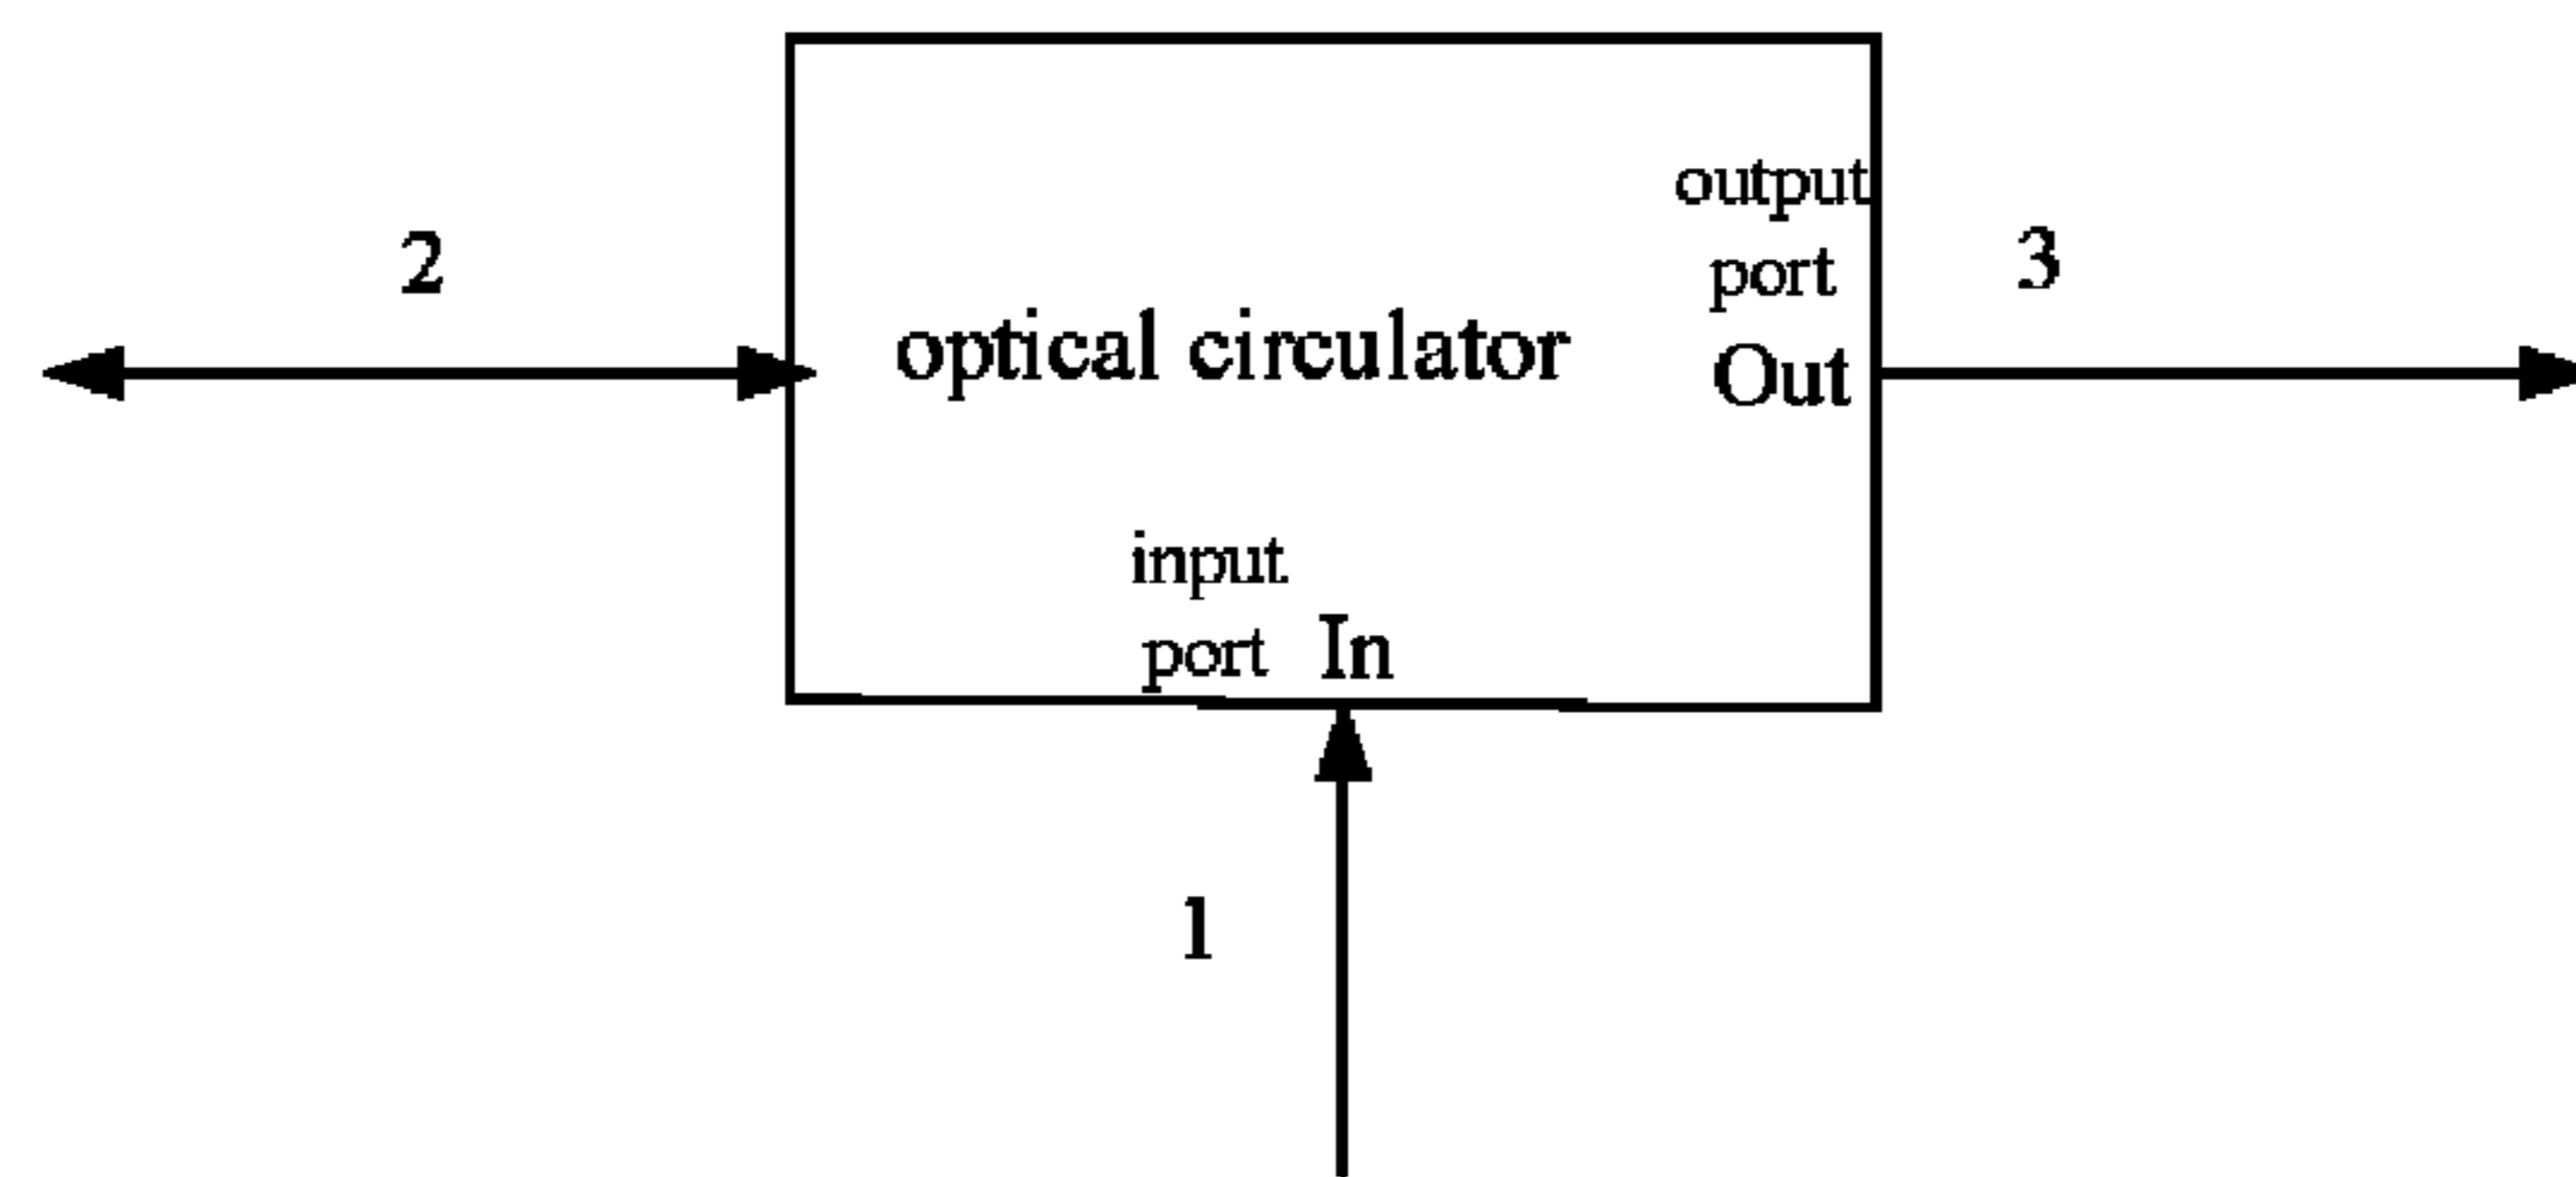 output
port
2
3
optical circulator
Out
input
port In
1